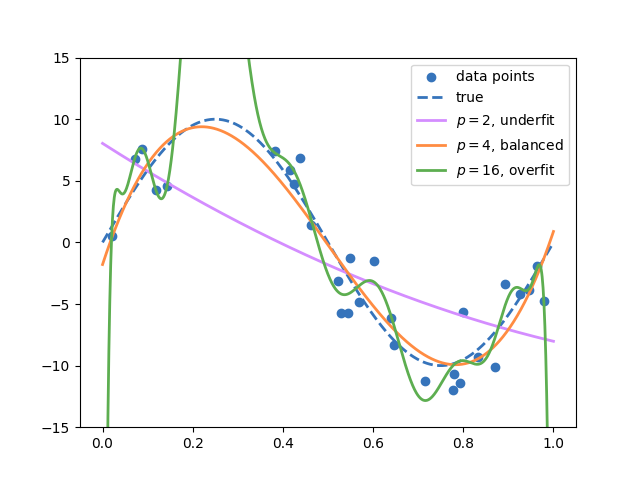 15
10
5
0
−5
−10
−15
0.0 0.2 0.4 0.6 0.8 1.0
data points
true
p = 2, underfit
p = 4, balanced
p = 16, overfit